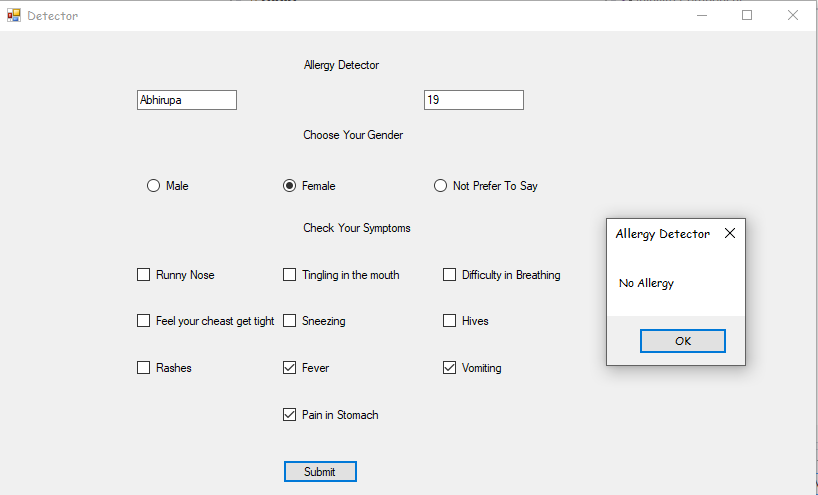 Detector
Allergy Detector
Abhirupa 19
Choose Your Gender
Male Female Not Prefer To Say
Check Your Symptoms
Allergy Detector
Runny Nose Tingling in the mouth Difficulty in Breathing
No Allergy
Feel your cheast get tight Sneezing Hives
OK
Rashes Fever Vomiting
Pain in Stomach
Submit